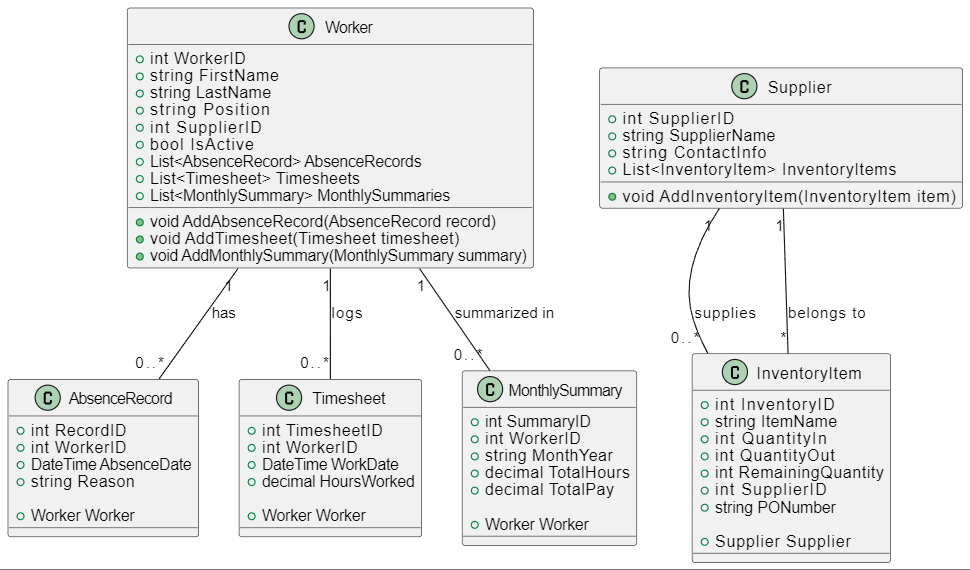 C Worker
int WorkerID
string FirstName
string LastName
string Position
int SupplierID
bool IsActive
List<AbsenceRecord> AbsenceRecords
List<Timesheet> Timesheets
List<MonthlySummary> MonthlySummaries
void AddAbsenceRecord(AbsenceRecord record)
void AddTimesheet(Timesheet timesheet)
void AddMonthlySummary(MonthlySummary summary)
C Supplier
int SupplierID
string SupplierName
string ContactInfo
List<InventoryItem> InventoryItems
void AddInventoryItem(InventoryItem item)
1
has
0..*
1
logs
0..*
1
summarized in
0..*
1
supplies
0..*
1
belongs to
*
C AbsenceRecord
int RecordID
int WorkerID
DateTime AbsenceDate
string Reason
Worker Worker
C Timesheet
int TimesheetID
int WorkerID
DateTime WorkDate
decimal HoursWorked
Worker Worker
C MonthlySummary
int SummaryID
int WorkerID
string MonthYear
decimal TotalHours
decimal TotalPay
Worker Worker
C InventoryItem
int InventoryID
string ItemName
int QuantityIn
int QuantityOut
int RemainingQuantity
int SupplierID
string PONumber
Supplier Supplier